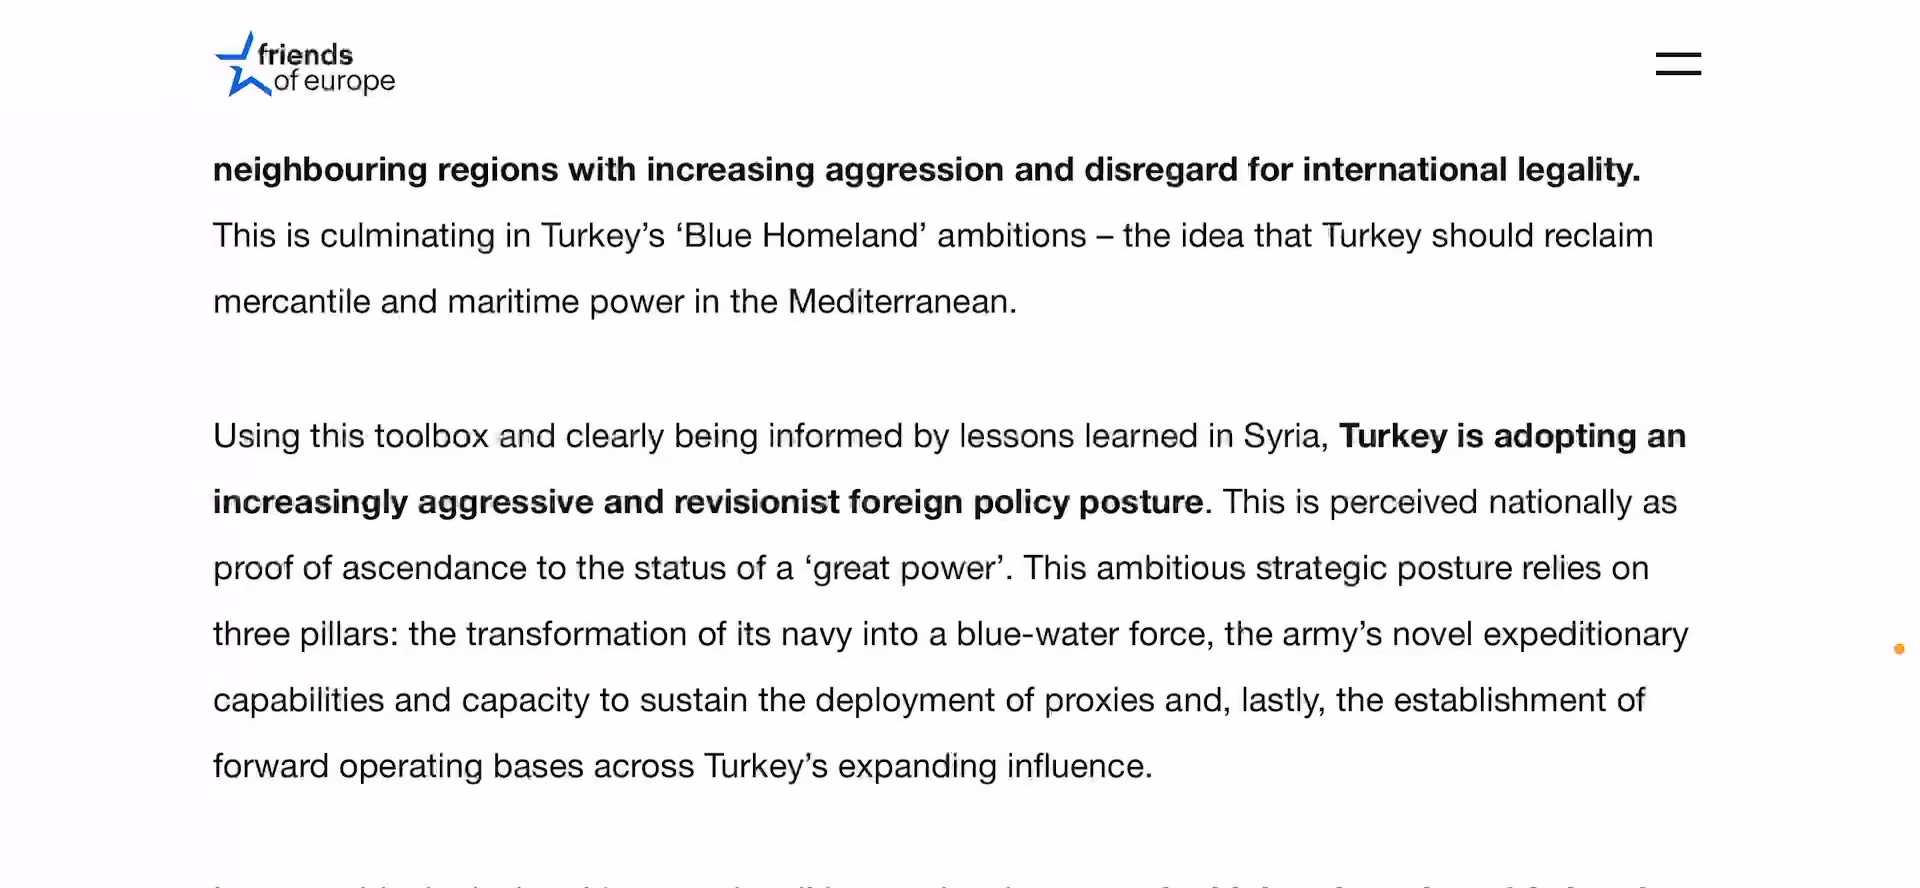 friends
of europe
neighbouring regions with increasing aggression and disregard for international legality.
This is culminating in Turkey’s ‘Blue Homeland’ ambitions – the idea that Turkey should reclaim
mercantile and maritime power in the Mediterranean.
Using this toolbox and clearly being informed by lessons learned in Syria, Turkey is adopting an
increasingly aggressive and revisionist foreign policy posture. This is perceived nationally as
proof of ascendance to the status of a ‘great power’. This ambitious strategic posture relies on
three pillars: the transformation of its navy into a blue-water force, the army’s novel expeditionary
capabilities and capacity to sustain the deployment of proxies and, lastly, the establishment of
forward operating bases across Turkey’s expanding influence.